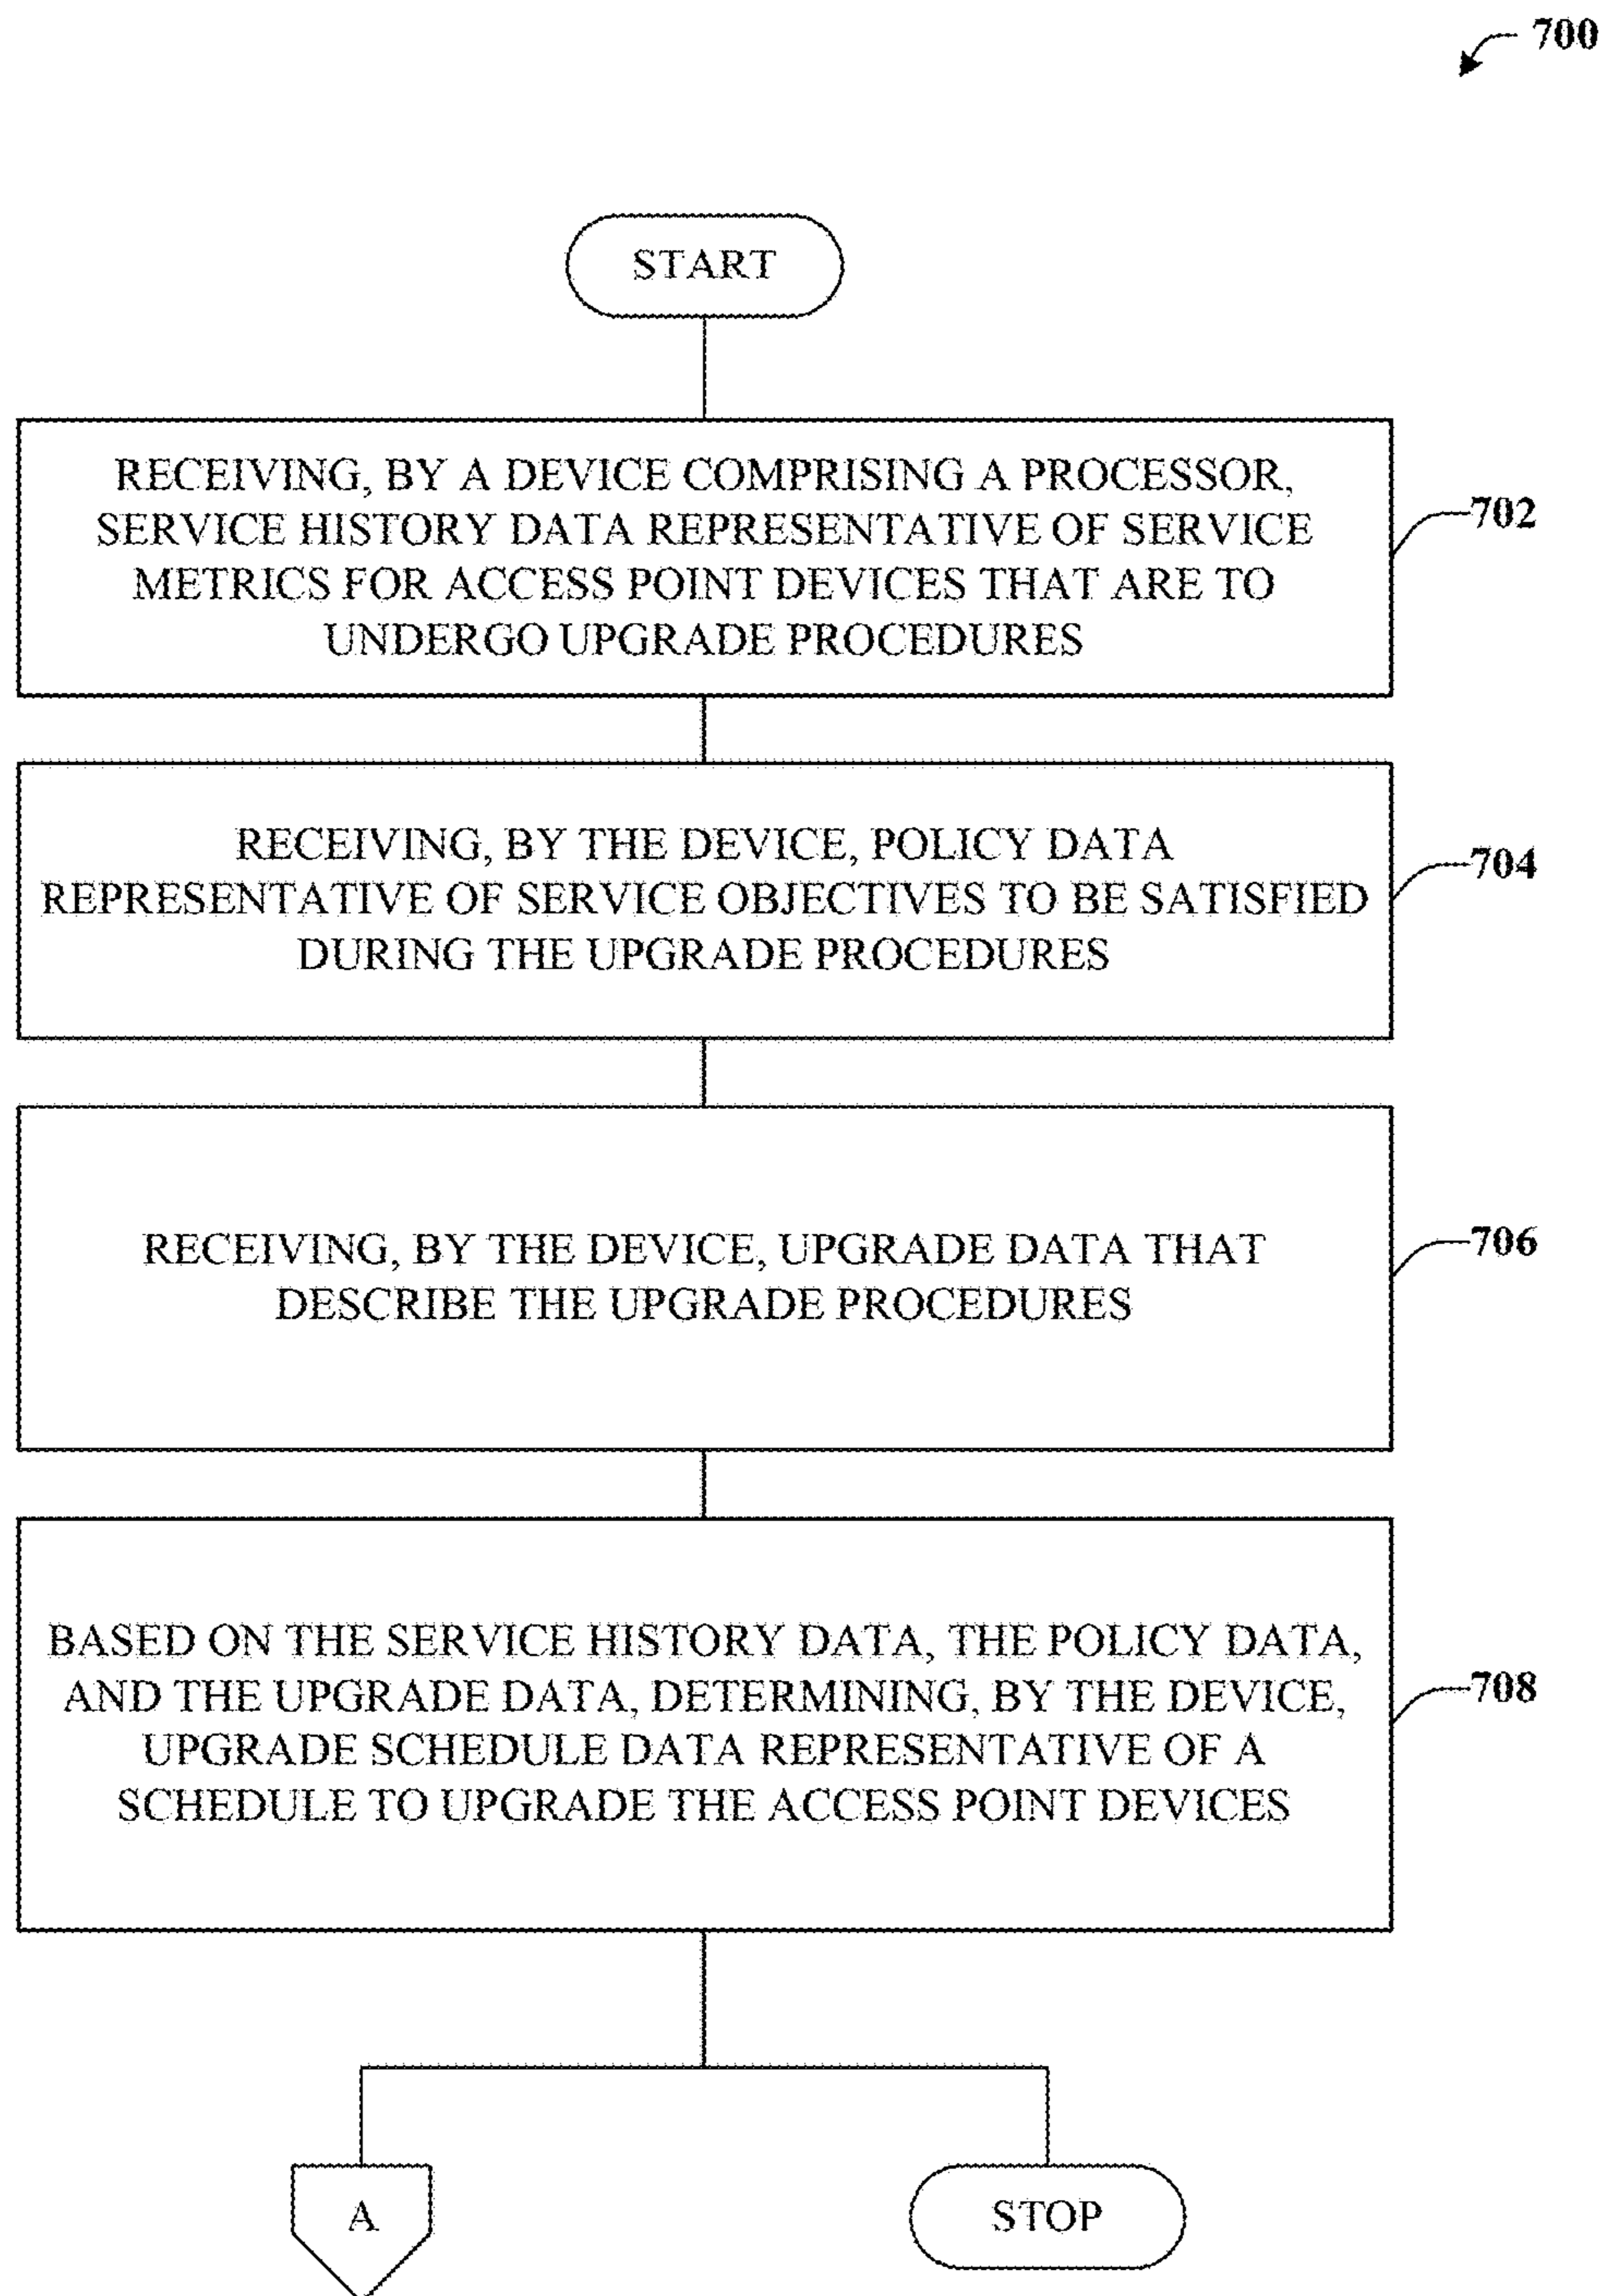 700
START
RECEIVING, BY A DEVICE COMPRISING A PROCESSOR,
SERVICE HISTORY DATA REPRESENTATIVE OF SERVICE
METRICS FOR ACCESS POINT DEVICES THAT ARE TO
UNDERGO UPGRADE PROCEDURES
702
RECEIVING, BY THE DEVICE, POLICY DATA
REPRESENTATIVE OF SERVICE OBJECTIVES TO BE SATISFIED
DURING THE UPGRADE PROCEDURES
704
RECEIVING, BY THE DEVICE, UPGRADE DATA THAT
DESCRIBE THE UPGRADE PROCEDURES
706
BASED ON THE SERVICE HISTORY DATA, THE POLICY DATA,
AND THE UPGRADE DATA, DETERMINING, BY THE DEVICE,
UPGRADE SCHEDULE DATA REPRESENTATIVE OF A
SCHEDULE TO UPGRADE THE ACCESS POINT DEVICES
708
A
STOP